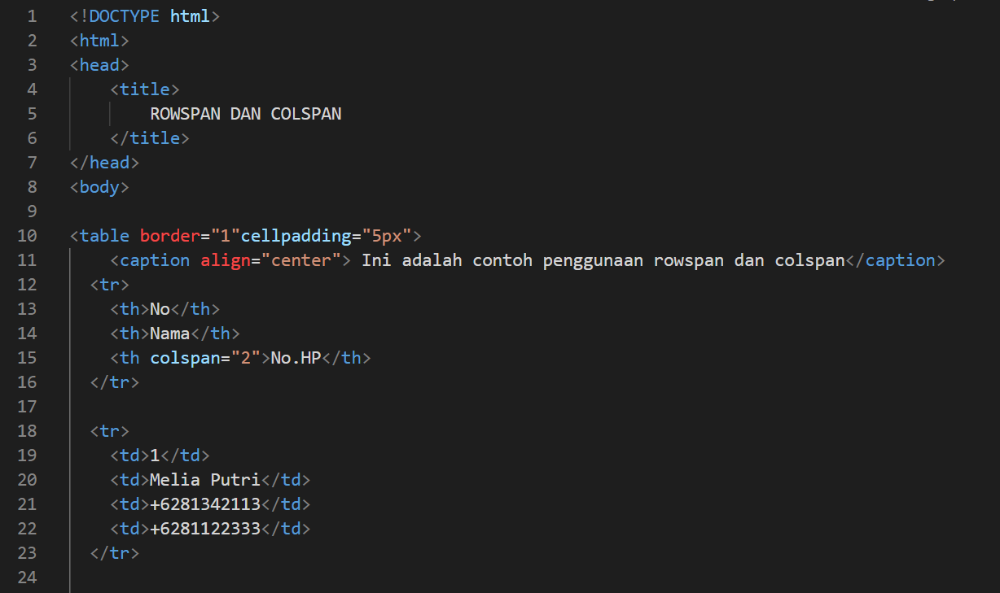 1 <!DOCTYPE html>
2 <html>
3 <head>
4 <title>
5 ROWSPAN DAN COLSPAN
6 </title>
7 </head>
8 <body>
9
10 <table border="1"cellpadding="5px">
11 <caption align="center"> Ini adalah contoh penggunaan rowspan dan colspan</caption>
12 <tr>
13 <th>No</th>
14 <th>Nama</th>
15 <th colspan="2">No.HP</th>
16 </tr>
17
18 <tr>
19 <td>1</td>
20 <td>Melia Putri</td>
21 <td>+6281342113</td>
22 <td>+6281122333</td>
23 </tr>
24